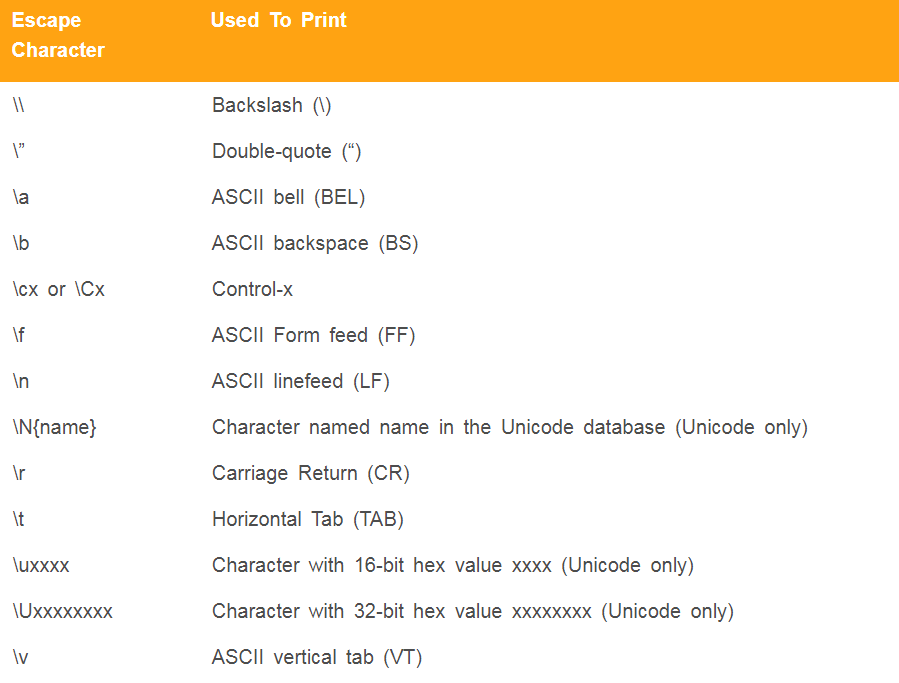 Escape Used To Print
Character
\\ Backslash (\)
\” Double-quote (“)
\a ASCII bell (BEL)
\b ASCII backspace (BS)
\cx or \Cx Control-x
\f ASCII Form feed (FF)
\n ASCII linefeed (LF)
\N{name} Character named name in the Unicode database (Unicode only)
\r Carriage Return (CR)
\t Horizontal Tab (TAB)
\uxxxx Character with 16-bit hex value xxxx (Unicode only)
\Uxxxxxxxx Character with 32-bit hex value xxxxxxxx (Unicode only)
\v ASCII vertical tab (VT)